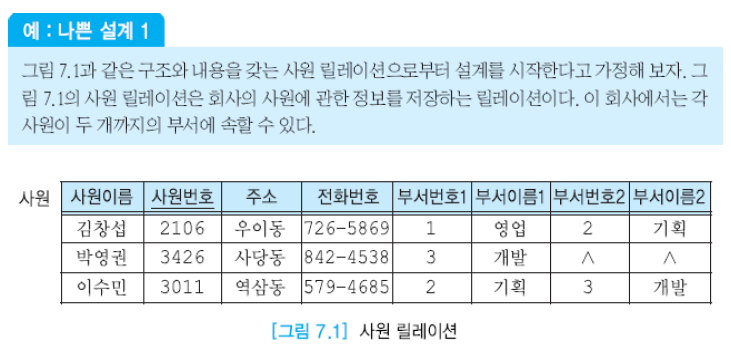 예 : 나쁜 설계 1
그림 7.1과 같은 구조와 내용을 갖는 사원 릴레이션으로부터 설계를 시작한다고 가정해 보자. 그
림 7.1의 사원 릴레이션은 회사의 사원에 관한 정보를 저장하는 릴레이션이다. 이 회사에서는 각
사원이 두 개까지의 부서에 속할 수 있다.
사원 사원이름 사원번호 주소 전화번호 부서번호1 부서이름1 부서번호2 부서이름2
김창섭 2106 우이동 726-5869 1 영업 2 기획
박영권 3426 사당동 842-4538 3 개발 ∧ ∧
이수민 3011 역삼동 579-4685 2 기획 3 개발
[그림 7.1] 사원 릴레이션